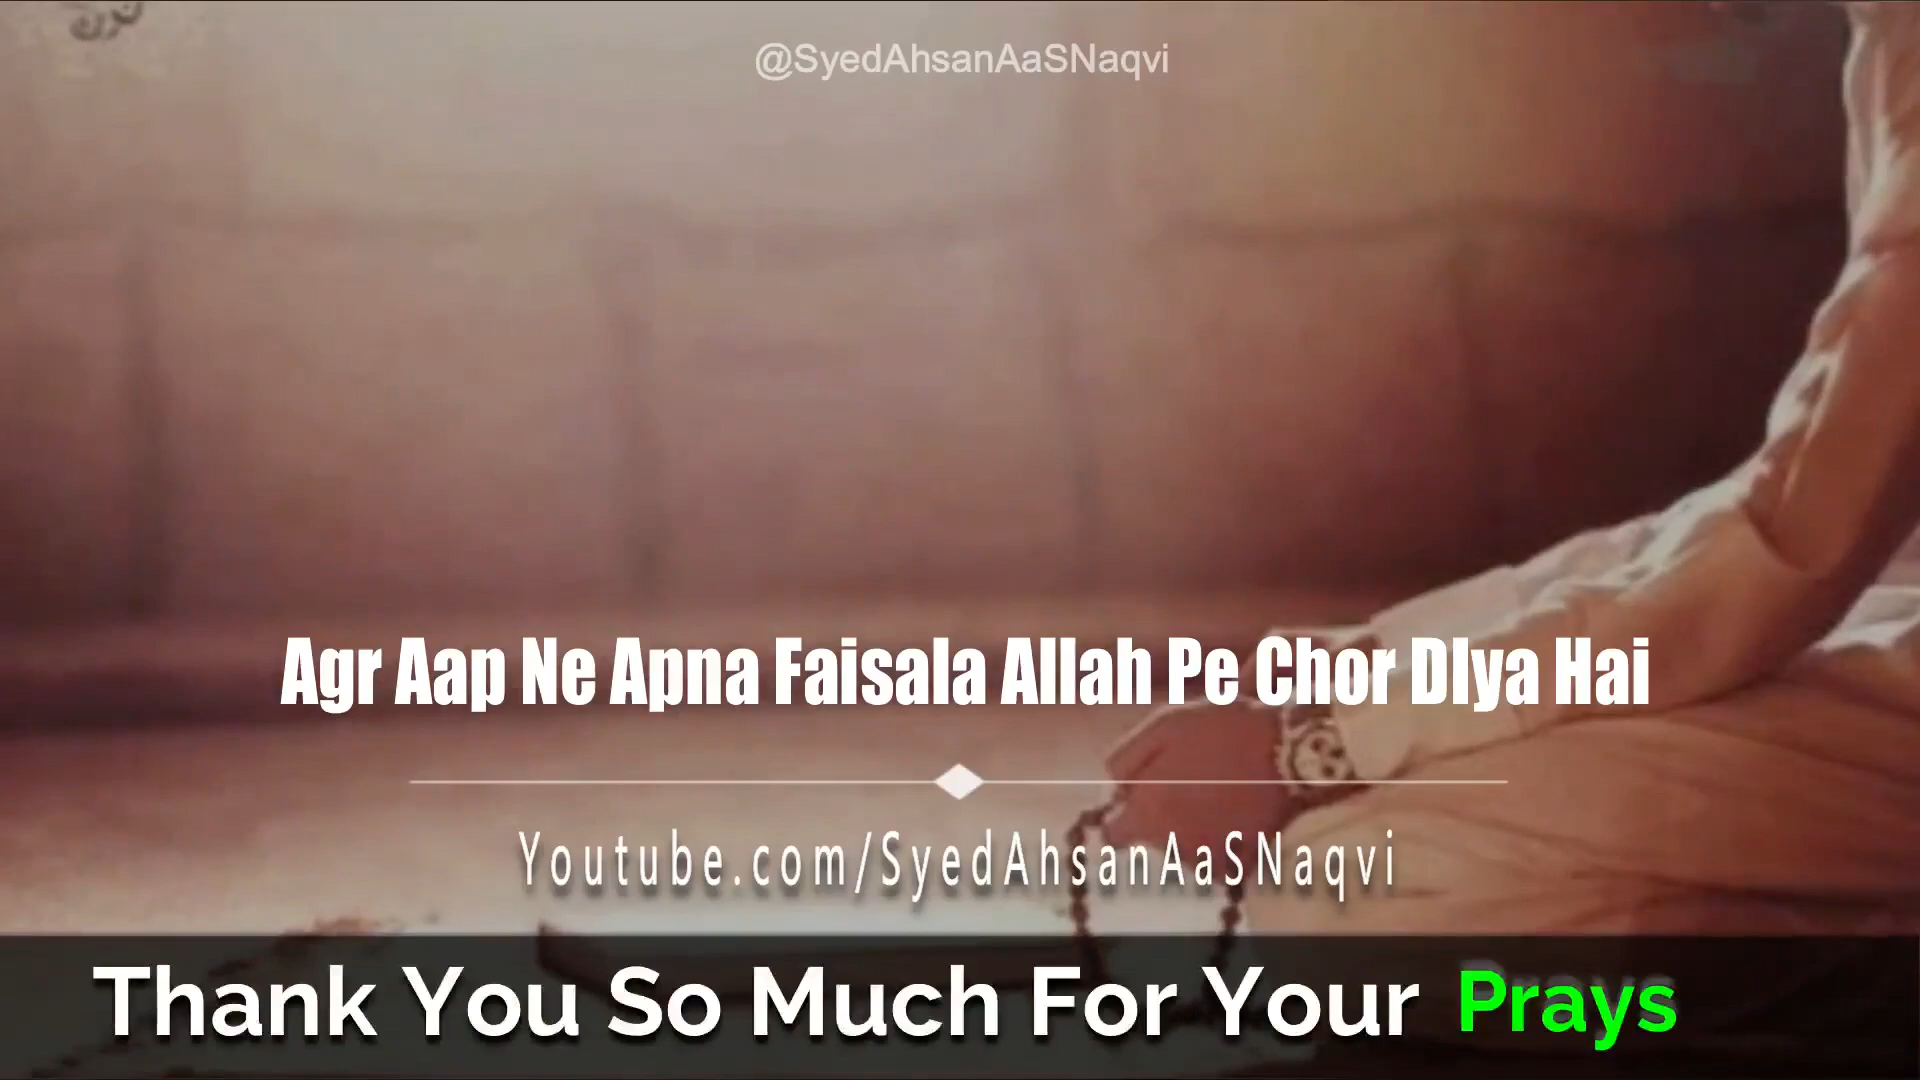 @SyedAhsanAaSNaqvi
Agr Aap Ne Apna Faisala Allah Pe Chor DIya Hai
Youtube.com/SyedAhsanAaSNaqvi
Thank You So Much For Your Prays